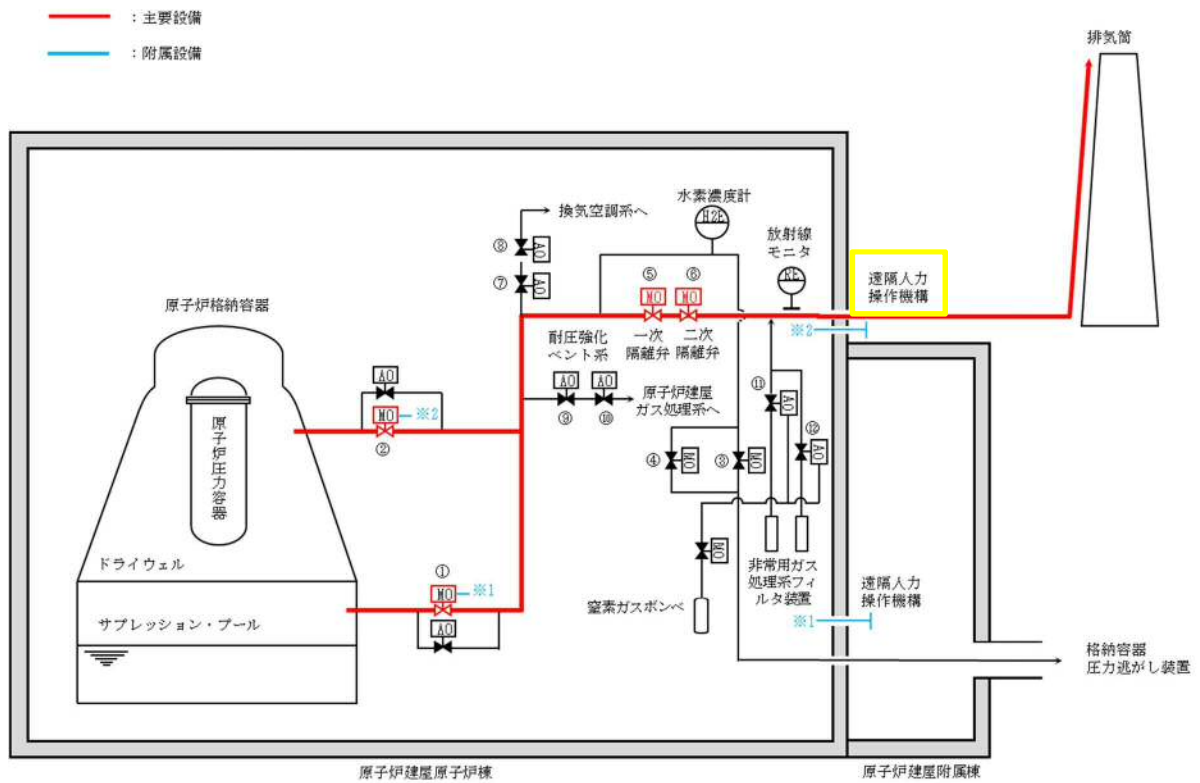 ：主要設備
：附属設備
排気筒
水素濃度計
H2E
換気空調系へ
放射線
モニタ
RE
⑧
AO
⑦
AO
⑤
⑥
MO
MO
遠隔人力
操作機構
※2
原子炉格納容器
耐圧強化
ベント系
一次
隔離弁
二次
隔離弁
AO
AO
AO
原子炉建屋
ガス処理系へ
⑨
⑩
⑪
AO
⑫
AO
MO
※2
②
原子炉圧力容器
④
MO
③
MO
MO
ドライウェル
①
MO
※1
AO
サプレッション・プール
窒素ガスボンベ
非常用ガス
処理系フィ
ルタ装置
遠隔人力
操作機構
※1
格納容器
圧力逃がし装置
原子炉建屋原子炉棟
原子炉建屋附属棟